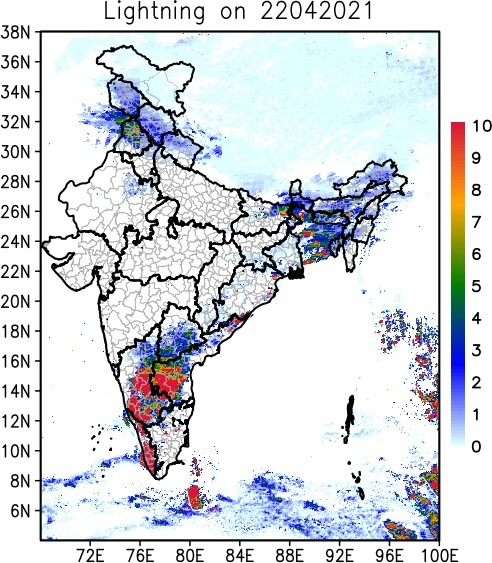 Lightning on 22042021
38N
36N
34N
32N
30N
28N
26N
24N
22N
20N
18N
16N
14N
12N
10N
8N
6N
72E 76E 80E 84E 88E 92E 96E 100E
10
9
8
7
6
5
4
3
2
1
0